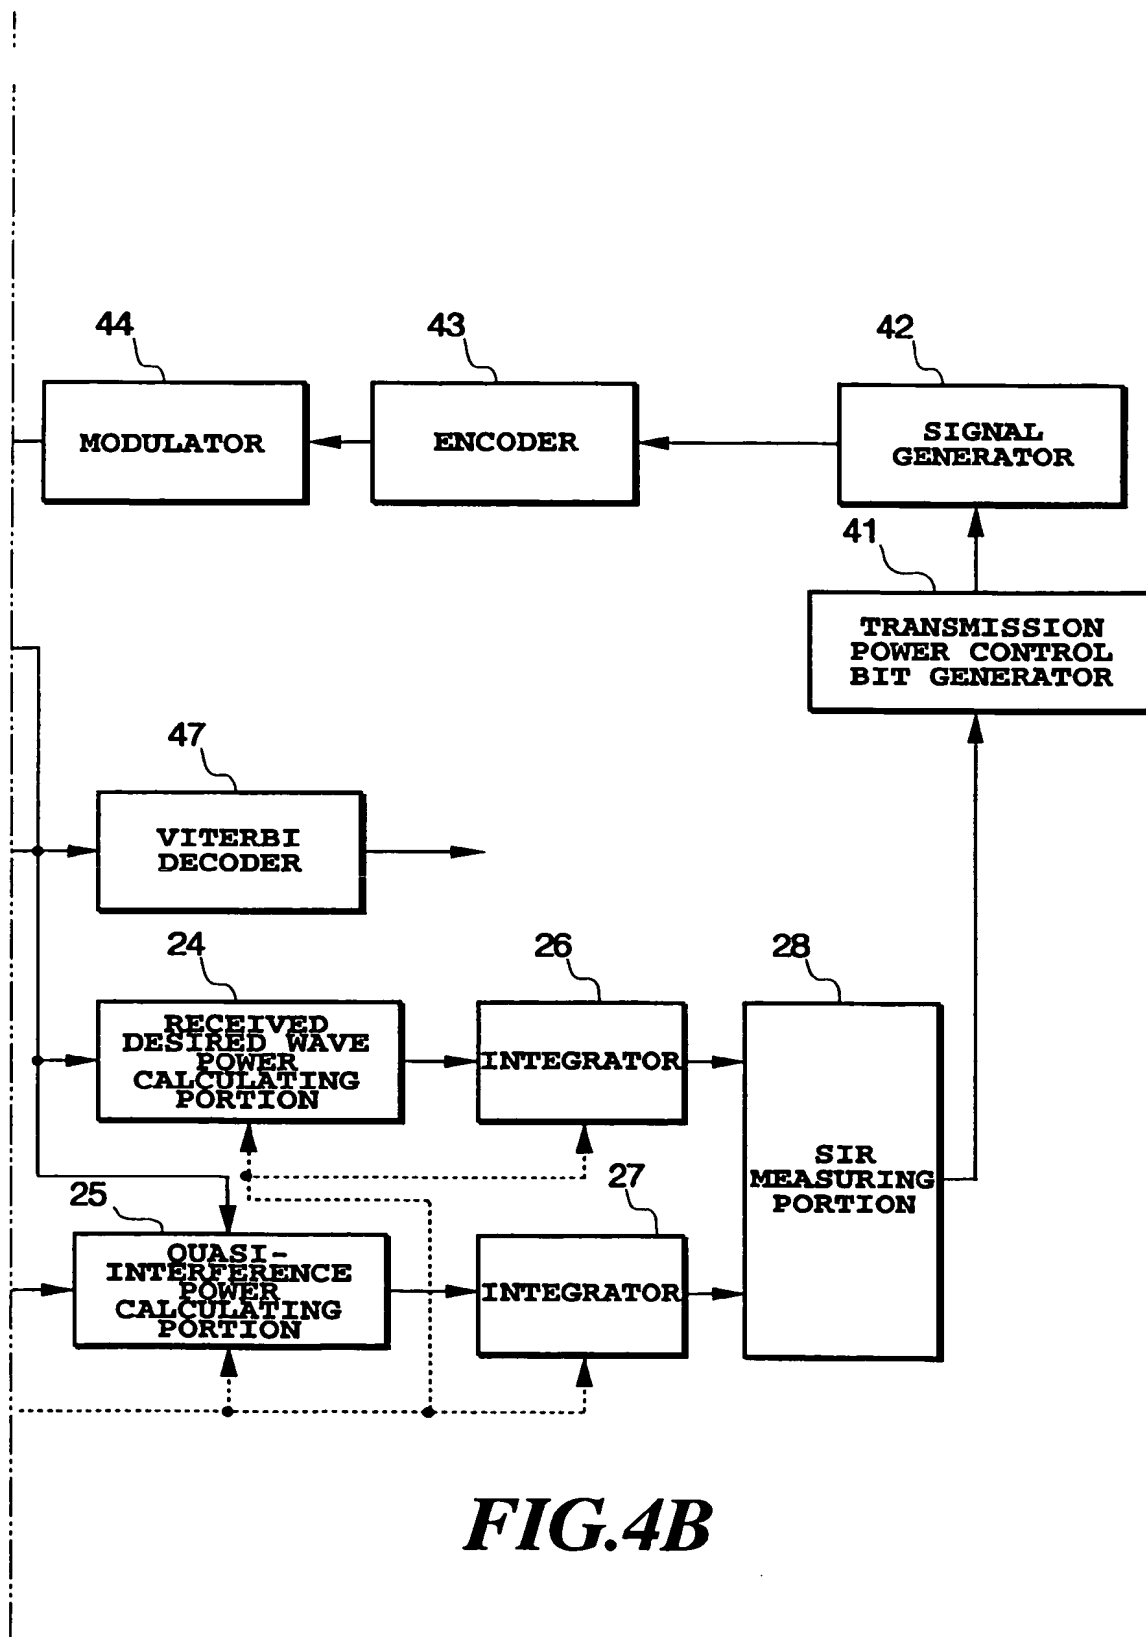 44
43
42
MODULATOR
ENCODER
SIGNAL
GENERATOR
41
TRANSMISSION
POWER CONTROL
BIT GENERATOR
47
VITERBI
DECODER
24
26
28
RECEIVED
DESIRED WAVE
POWER
CALCULATING
PORTION
INTEGRATOR
SIR
MEASURING
PORTION
25
27
QUASI-
INTERFERENCE
POWER
CALCULATING
PORTION
INTEGRATOR
FIG.4B